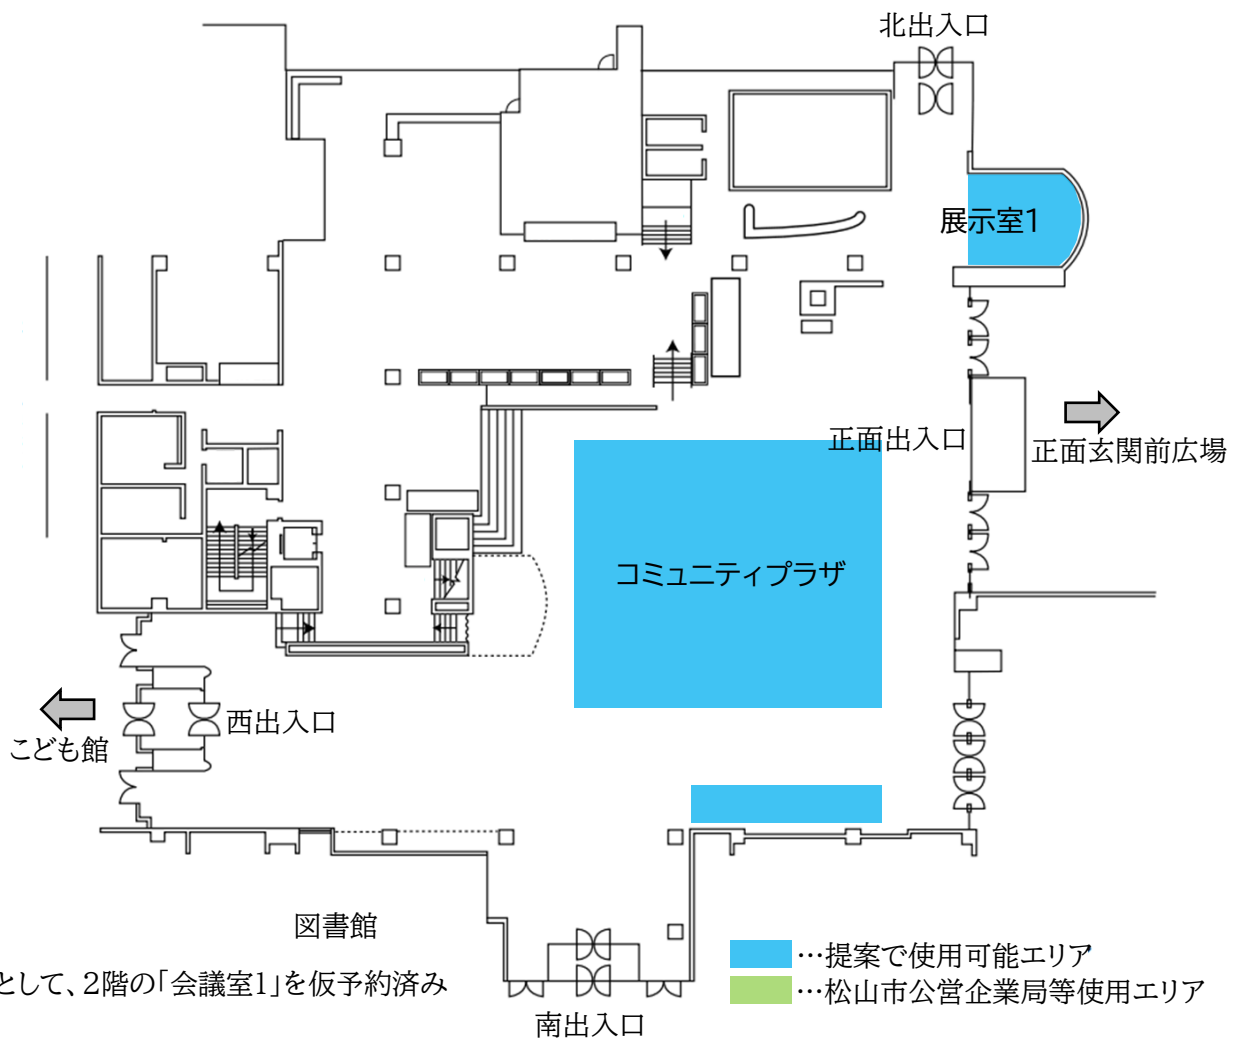 北出入口
展示室1
正面出入口
正面玄関前広場
コミュニティプラザ
西出入口
こども館
図書館
…提案で使用可能エリア
として、2階の「会議室1」を仮予約済み
…松山市公営企業局等使用エリア
南出入口